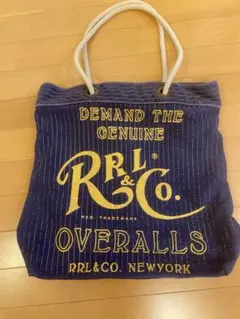 DEMAND THE
GENUINE
RRL
& Co.
REG. TRADEMARK
OVERALLS
RRL&CO. NEWYORK